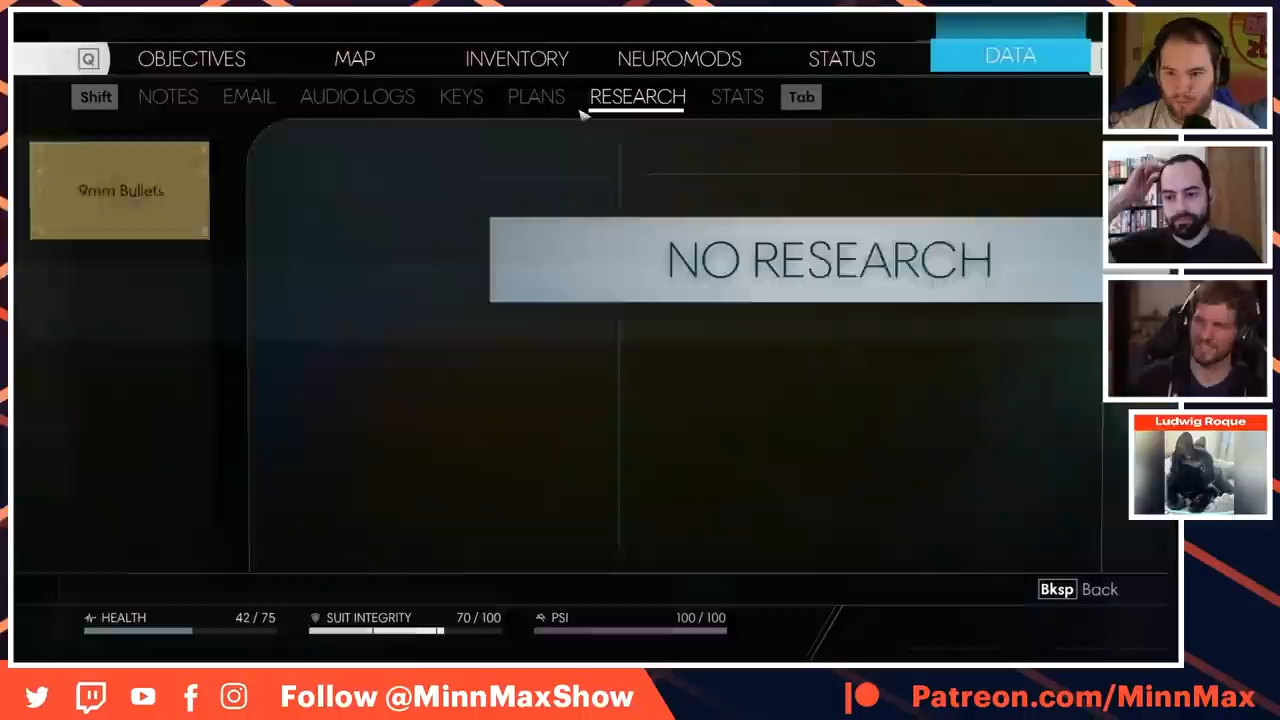 Q OBJECTIVES MAP INVENTORY NEUROMODS STATUS DATA
Shift NOTES EMAIL AUDIO LOGS KEYS PLANS RESEARCH STATS Tab
9mm Bullets
NO RESEARCH
Ludwig Roque
Bksp Back
HEALTH 42 / 75 SUIT INTEGRITY 70 / 100 PSI 100 / 100
Follow @MinnMaxShow Patreon.com/MinnMax